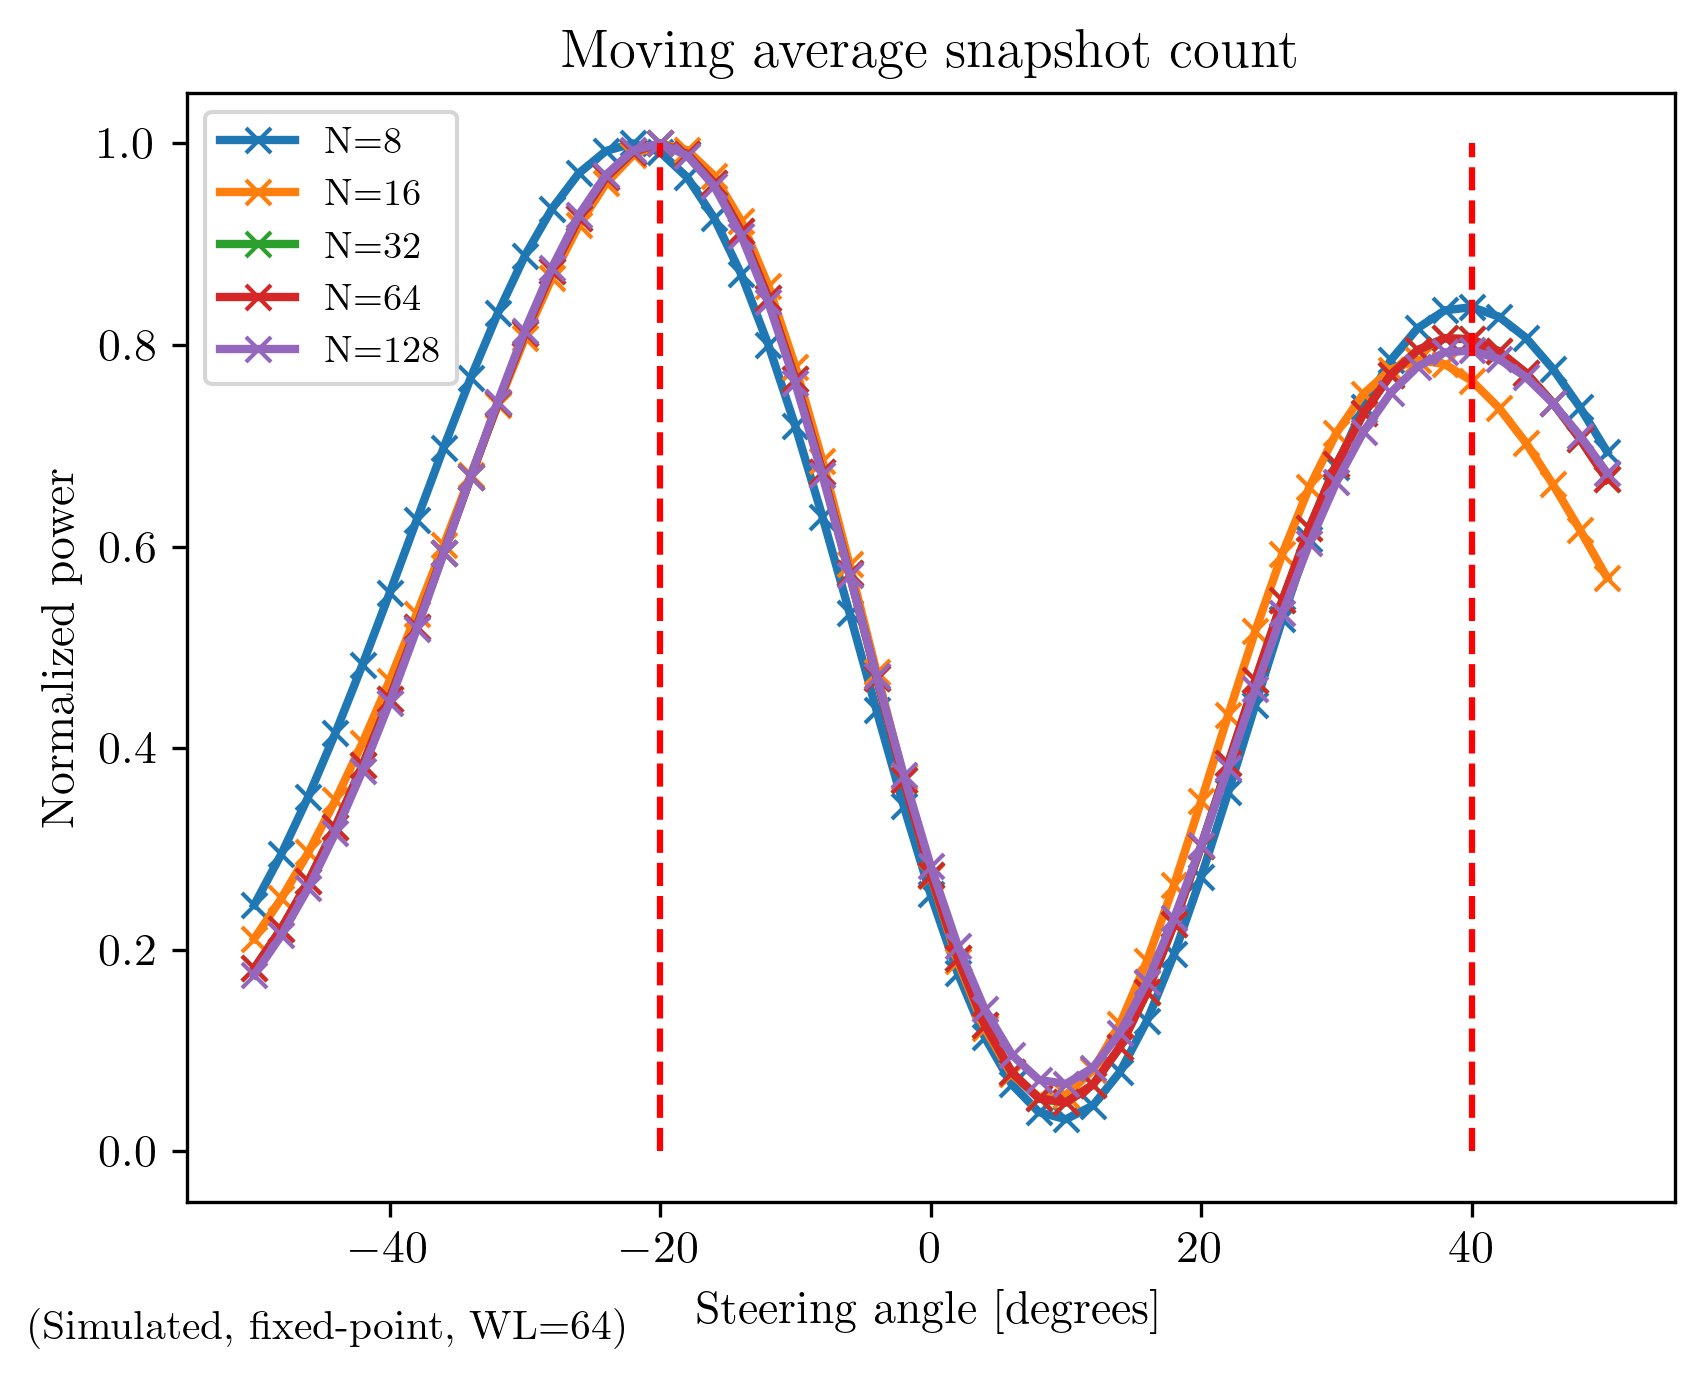 Moving average snapshot count
N=8
N=16
N=32
N=64
N=128
Normalized power
1.0
0.8
0.6
0.4
0.2
0.0
−40 −20 0 20 40
Steering angle [degrees]
(Simulated, fixed-point, WL=64)